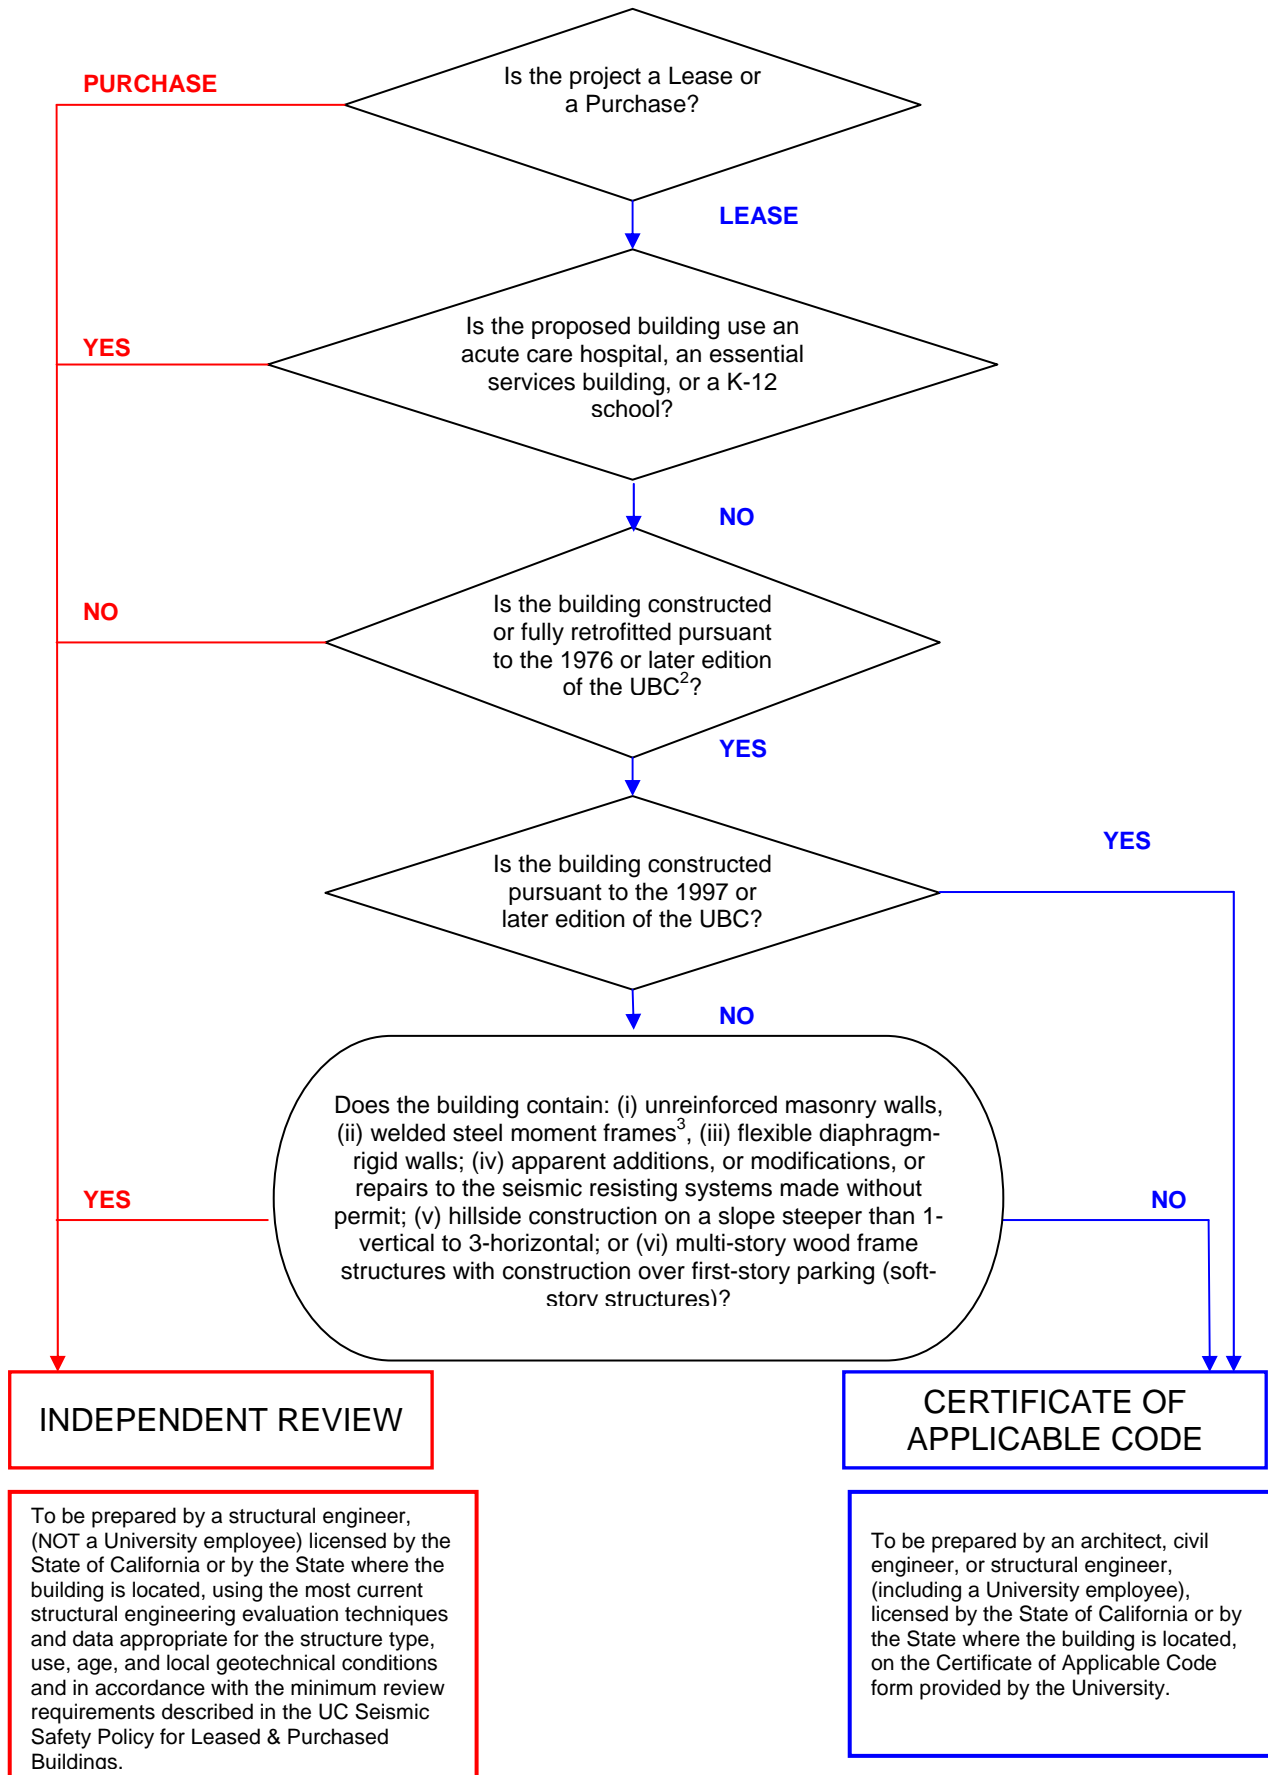 Is the project a Lease or
a Purchase?
PURCHASE
LEASE
Is the proposed building use an
acute care hospital, an essential
services building, or a K-12
school?
YES
NO
Is the building constructed
or fully retrofitted pursuant
to the 1976 or later edition
of the UBC²?
NO
YES
Is the building constructed
pursuant to the 1997 or
later edition of the UBC?
YES
NO
Does the building contain: (i) unreinforced masonry walls,
(ii) welded steel moment frames³, (iii) flexible diaphragm-
rigid walls; (iv) apparent additions, or modifications, or
repairs to the seismic resisting systems made without
permit; (v) hillside construction on a slope steeper than 1-
vertical to 3-horizontal; or (vi) multi-story wood frame
structures with construction over first-story parking (soft-
story structures)?
YES
NO
INDEPENDENT REVIEW
To be prepared by a structural engineer,
(NOT a University employee) licensed by the
State of California or by the State where the
building is located, using the most current
structural engineering evaluation techniques
and data appropriate for the structure type,
use, age, and local geotechnical conditions
and in accordance with the minimum review
requirements described in the UC Seismic
Safety Policy for Leased & Purchased
Buildings.
CERTIFICATE OF
APPLICABLE CODE
To be prepared by an architect, civil
engineer, or structural engineer,
(including a University employee),
licensed by the State of California or by
the State where the building is located,
on the Certificate of Applicable Code
form provided by the University.